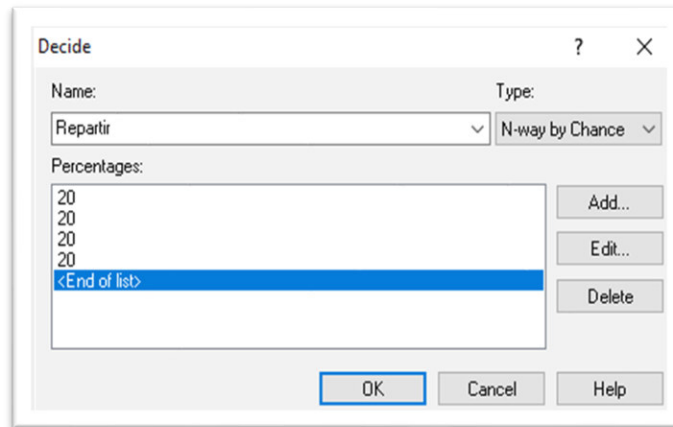 Decide ? X
Name: Type:
Repartir N-way by Chance
Percentages:
20
20
20
20
<End of list>
Add...
Edit...
Delete
OK Cancel Help